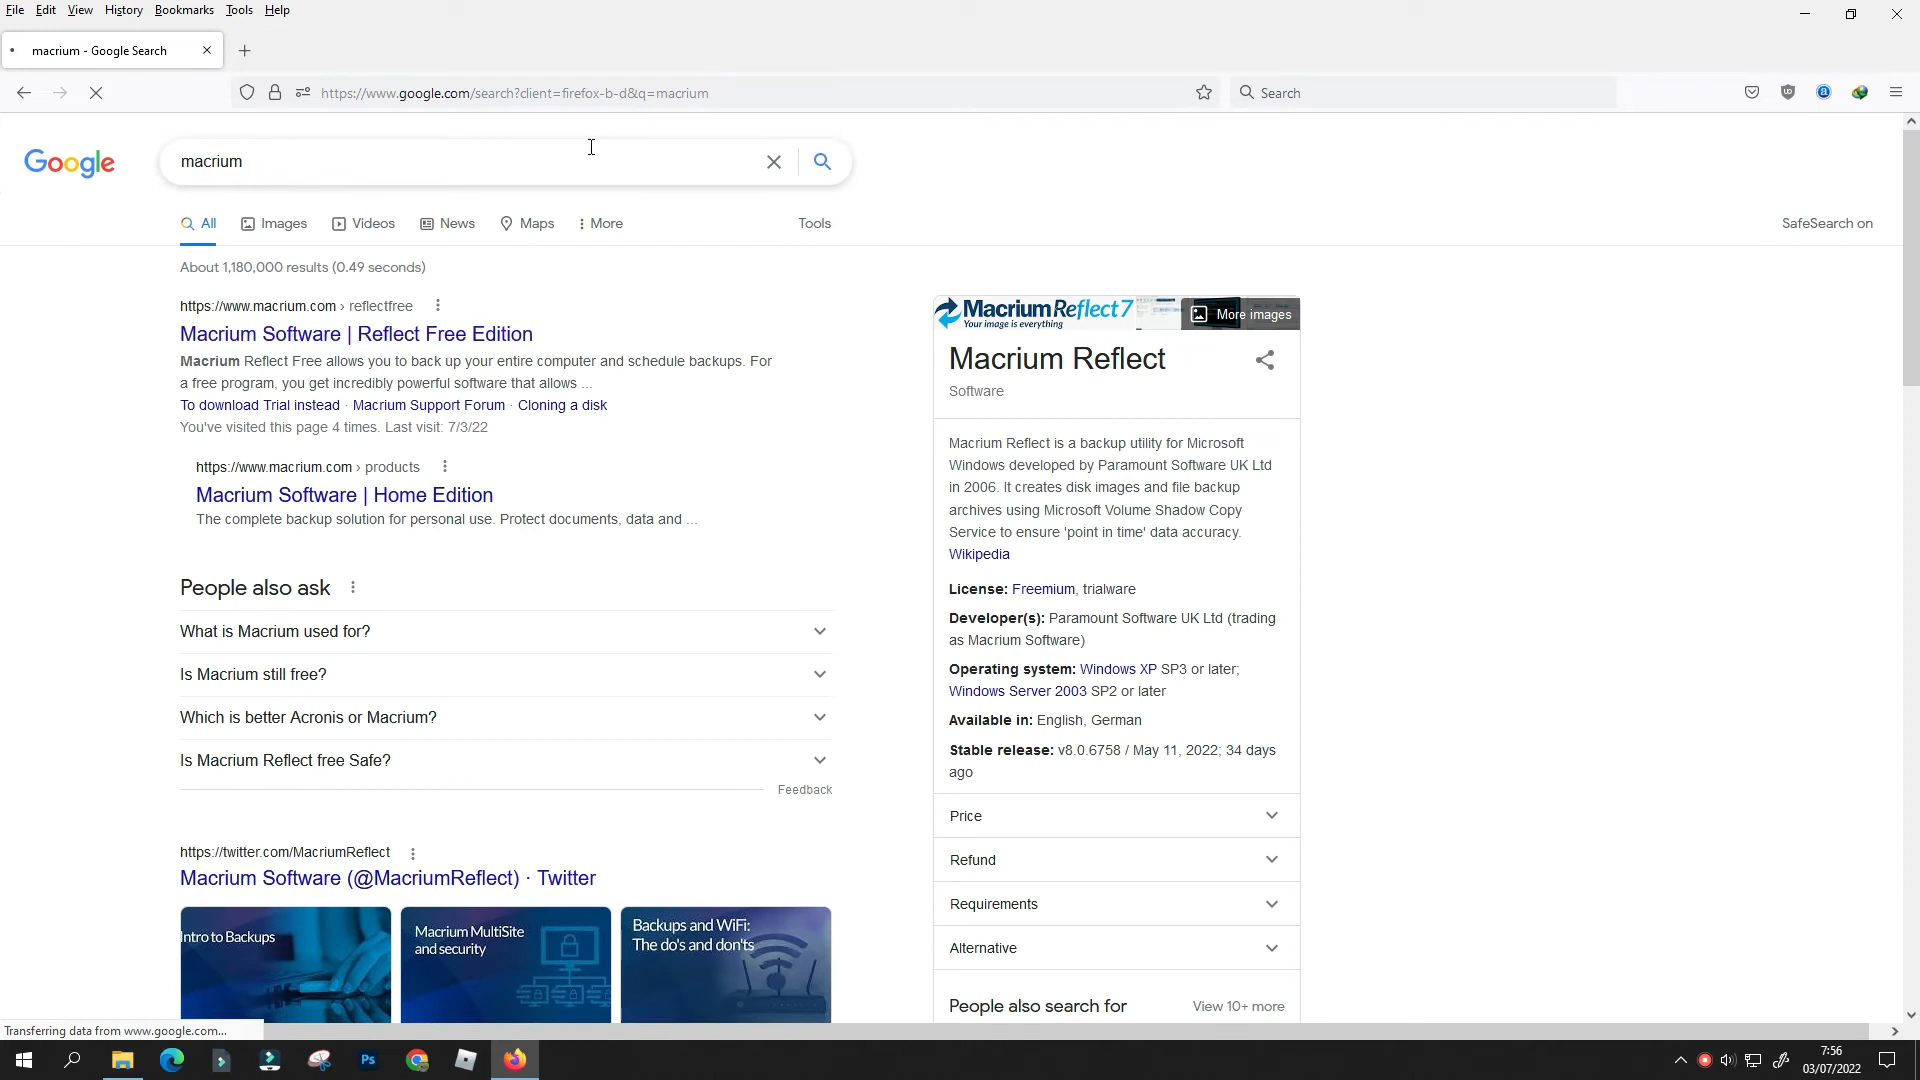 File Edit View History Bookmarks Tools Help
macrium - Google Search
https://www.google.com/search?client=firefox-b-d&q=macrium
Search
Google
macrium
All Images Videos News Maps More Tools SafeSearch on
About 1,180,000 results (0.49 seconds)
https://www.macrium.com › reflectfree
Macrium Software | Reflect Free Edition
Macrium Reflect Free allows you to back up your entire computer and schedule backups. For
a free program, you get incredibly powerful software that allows ...
To download Trial instead · Macrium Support Forum · Cloning a disk
You've visited this page 4 times. Last visit: 7/3/22
https://www.macrium.com › products
Macrium Software | Home Edition
The complete backup solution for personal use. Protect documents, data and ...
People also ask
What is Macrium used for?
Is Macrium still free?
Which is better Acronis or Macrium?
Is Macrium Reflect free Safe?
Feedback
https://twitter.com/MacriumReflect
Macrium Software (@MacriumReflect) · Twitter
Intro to Backups
Macrium MultiSite
and security
Backups and WiFi:
The do's and don'ts
MacriumReflect 7
Your image is everything
More images
Macrium Reflect
Software
Macrium Reflect is a backup utility for Microsoft
Windows developed by Paramount Software UK Ltd
in 2006. It creates disk images and file backup
archives using Microsoft Volume Shadow Copy
Service to ensure 'point in time' data accuracy.
Wikipedia
License: Freemium, trialware
Developer(s): Paramount Software UK Ltd (trading
as Macrium Software)
Operating system: Windows XP SP3 or later;
Windows Server 2003 SP2 or later
Available in: English, German
Stable release: v8.0.6758 / May 11, 2022; 34 days
ago
Price
Refund
Requirements
Alternative
People also search for View 10+ more
Transferring data from www.google.com...
Ps
7:56
03/07/2022